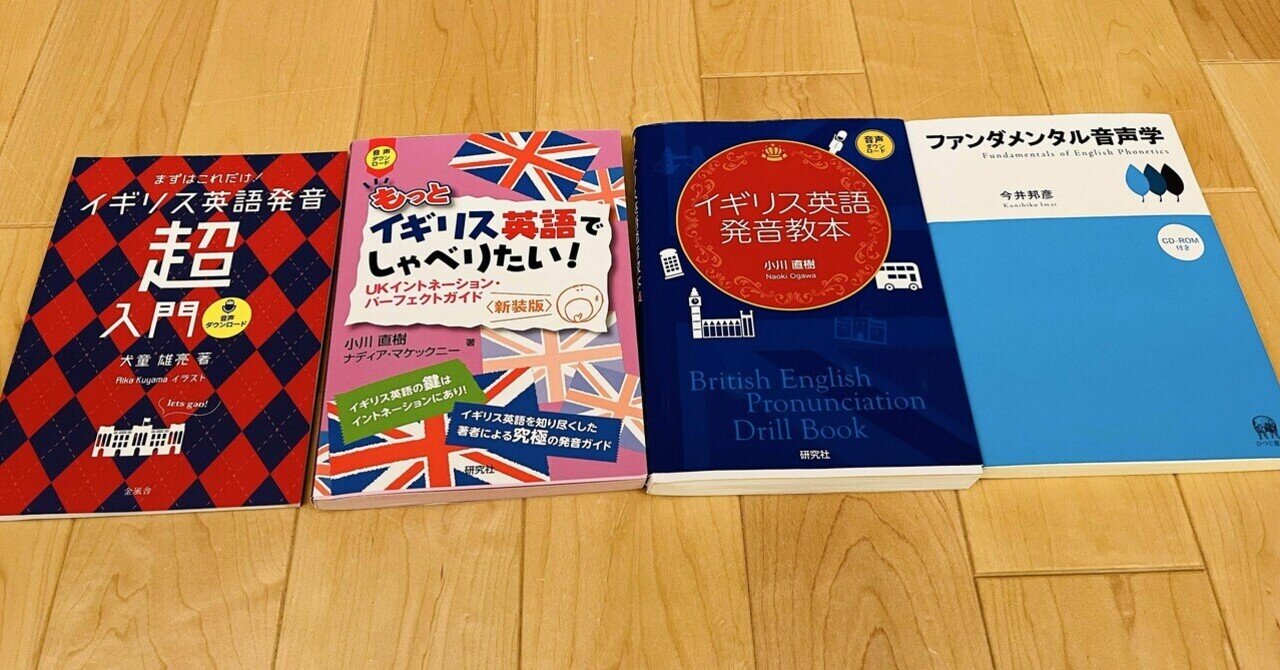 まずはこれだけ!
イギリス英語発音
超
入門
音声
ダウンロード
犬童 雄亮 著
Rika Kuyama イラスト
lets gǝʊ!
金風舎
音声
ダウン
ロード
もっと
イギリス英語で
しゃべりたい!
UKイントネーション・
パーフェクトガイド
〈新装版〉
小川 直樹
ナディア・マケックニー 著
イギリス英語の鍵は
イントネーションにあり!
イギリス英語を知り尽くした
著者による究極の発音ガイド
研究社
音声
ダウン
ロード
イギリス英語
発音教本
小川 直樹
Naoki Ogawa
British English
Pronunciation
Drill Book
研究社
ファンダメンタル音声学
Fundamentals of English Phonetics
今井邦彦
Kunihiko Imai
CD-ROM
付き
ひつじ書房